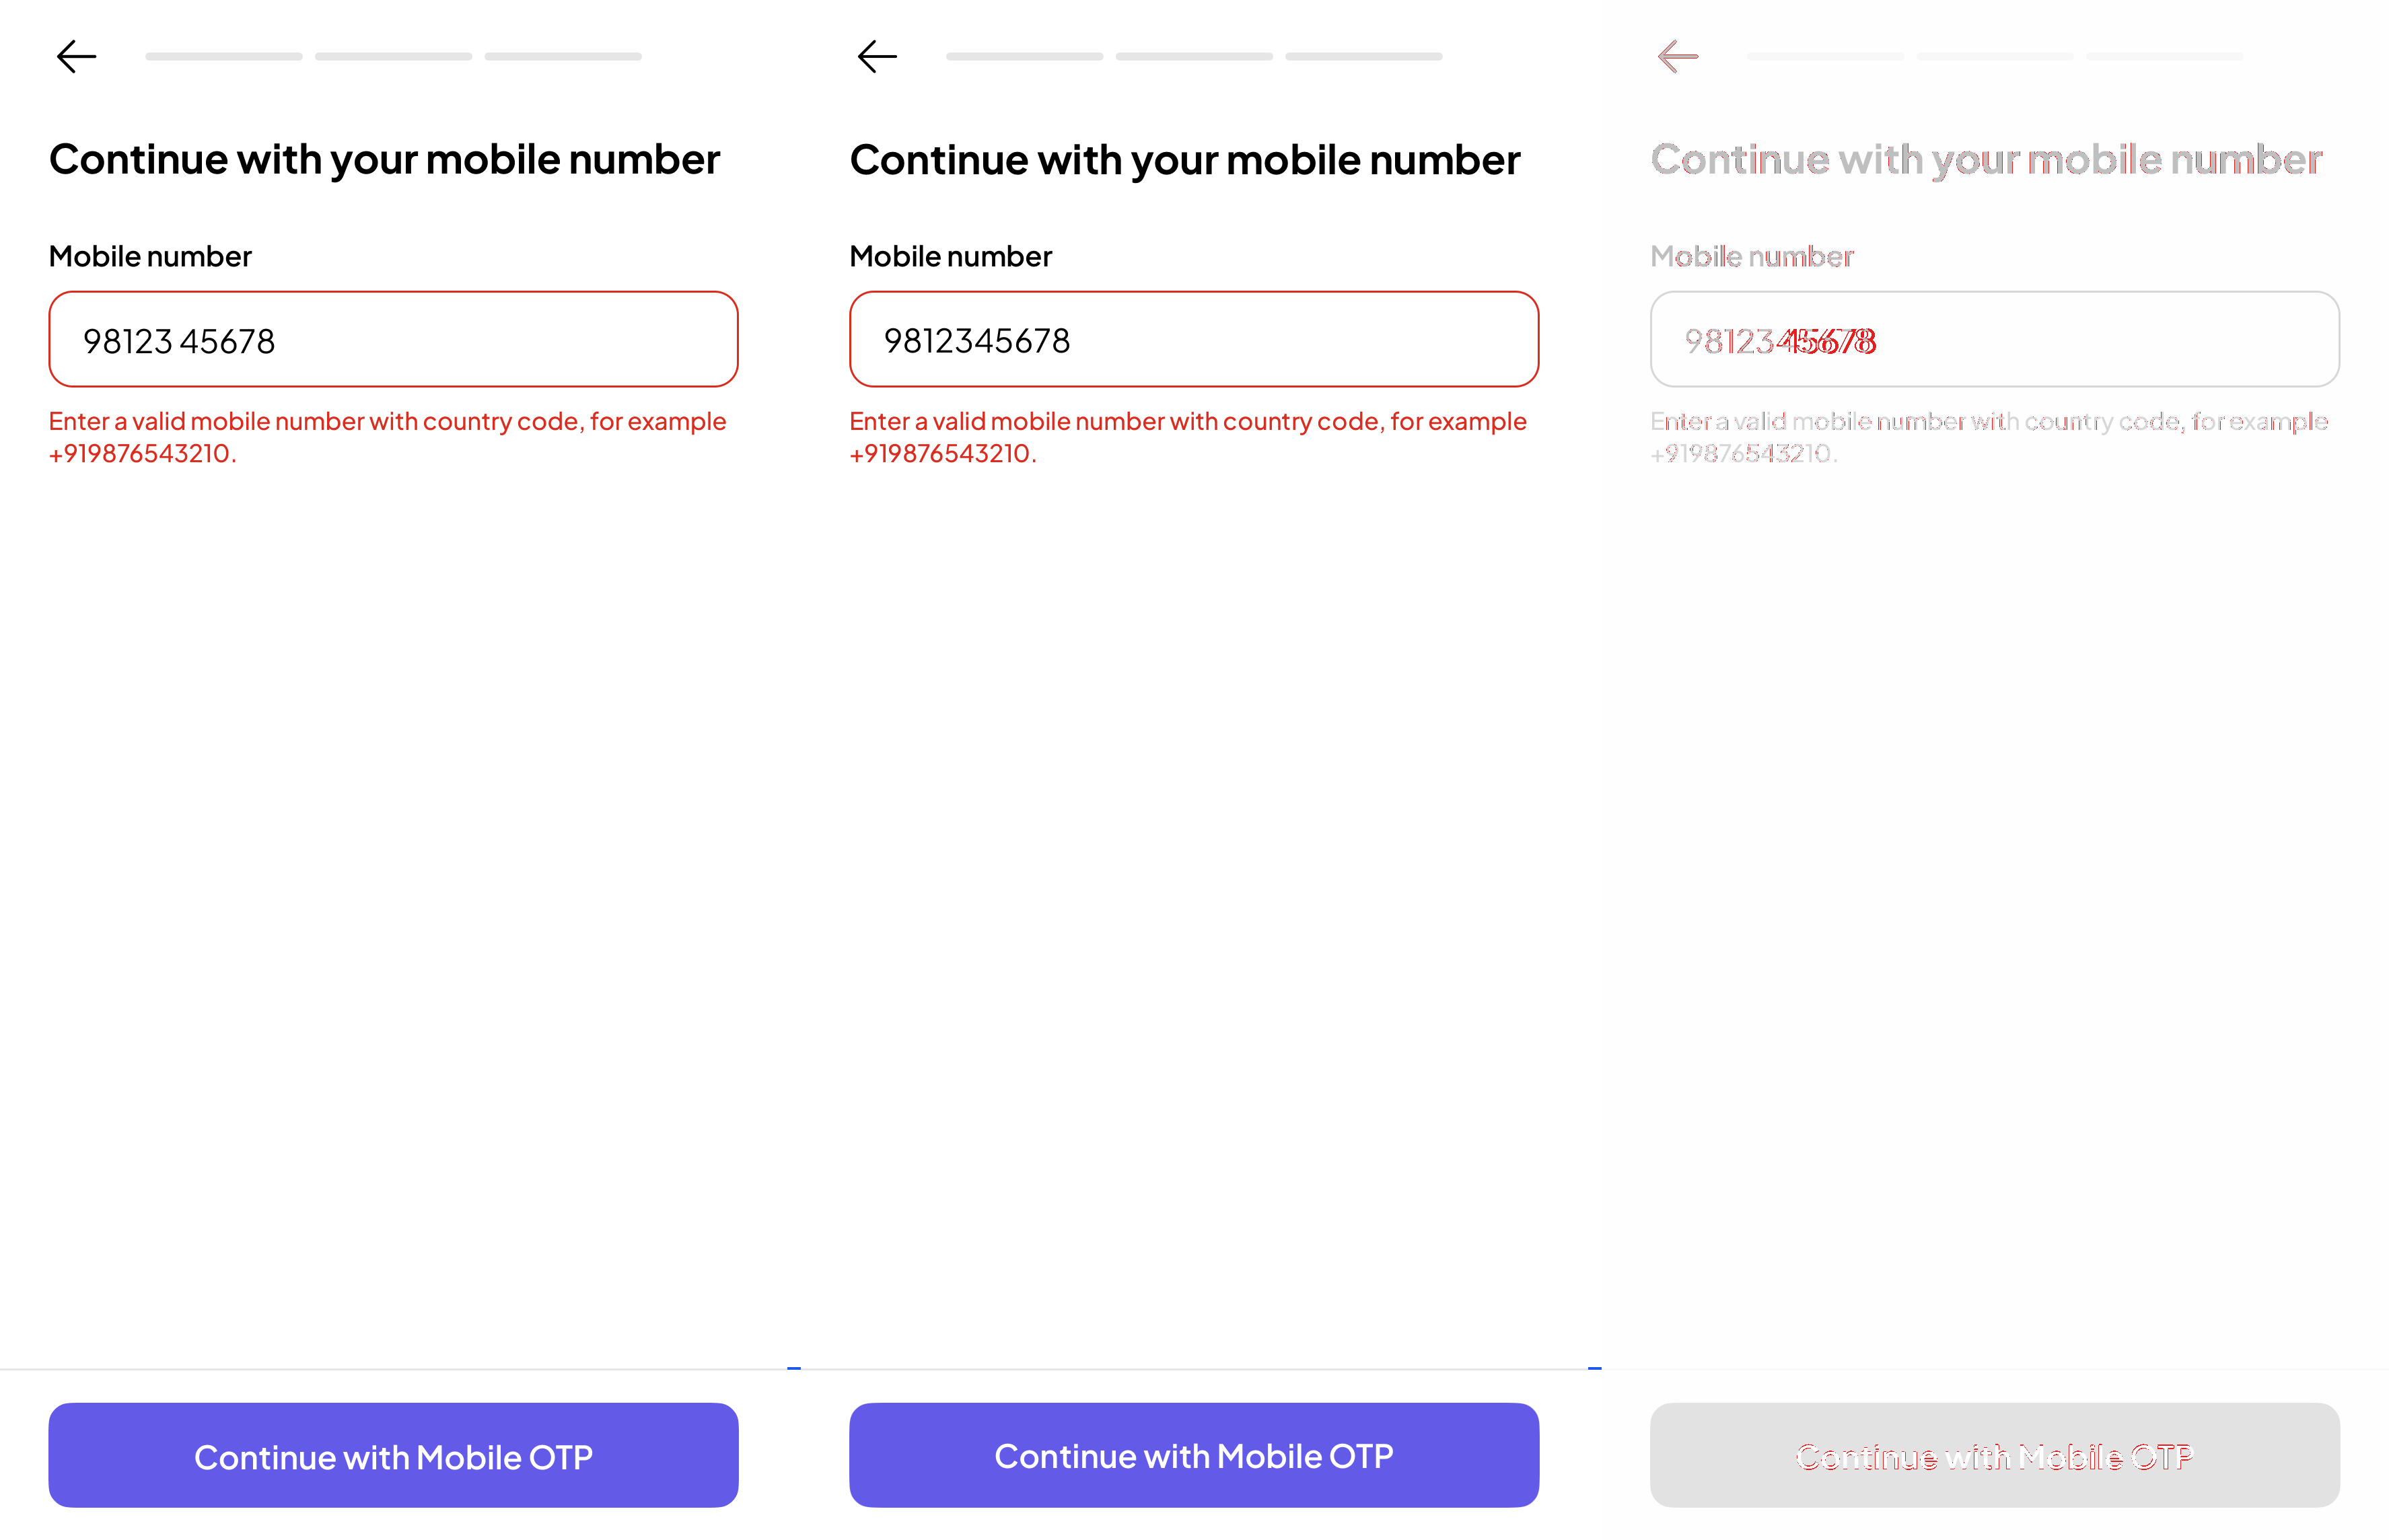 Continue with your mobile number
Mobile number
98123 45678
Enter a valid mobile number with country code, for example
+919876543210.
Continue with Mobile OTP
Continue with your mobile number
Mobile number
9812345678
Enter a valid mobile number with country code, for example
+919876543210.
Continue with Mobile OTP
Continue with your mobile number
Mobile number
98123
Enter a valid mobile number with country code, for example
+919876543210.
Continue with Mobile OTP